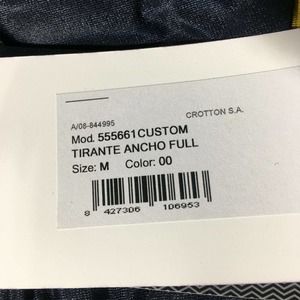 A/08-844995
CROTTON S.A.
Mod. 555661CUSTOM
TIRANTE ANCHO FULL
Size: M Color: 00
8 427306 106953